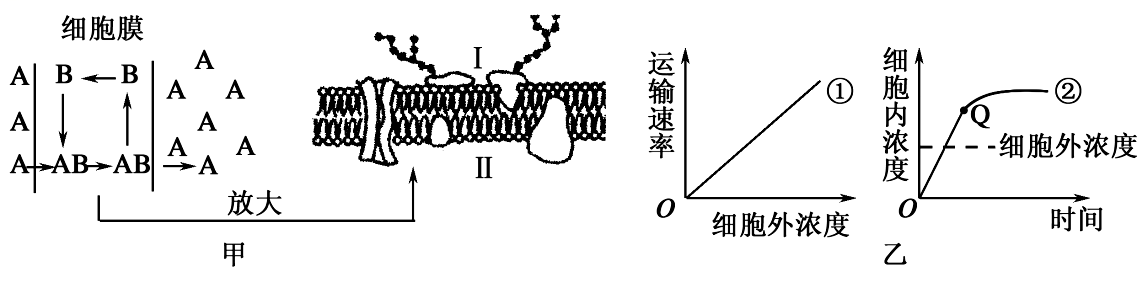 细胞膜
A B B A
A A
A A
A AB AB A A A
放大
甲
Ⅰ
Ⅱ
运输速率
①
O
细胞外浓度
细胞内浓度
②
Q
细胞外浓度
O
时间
乙